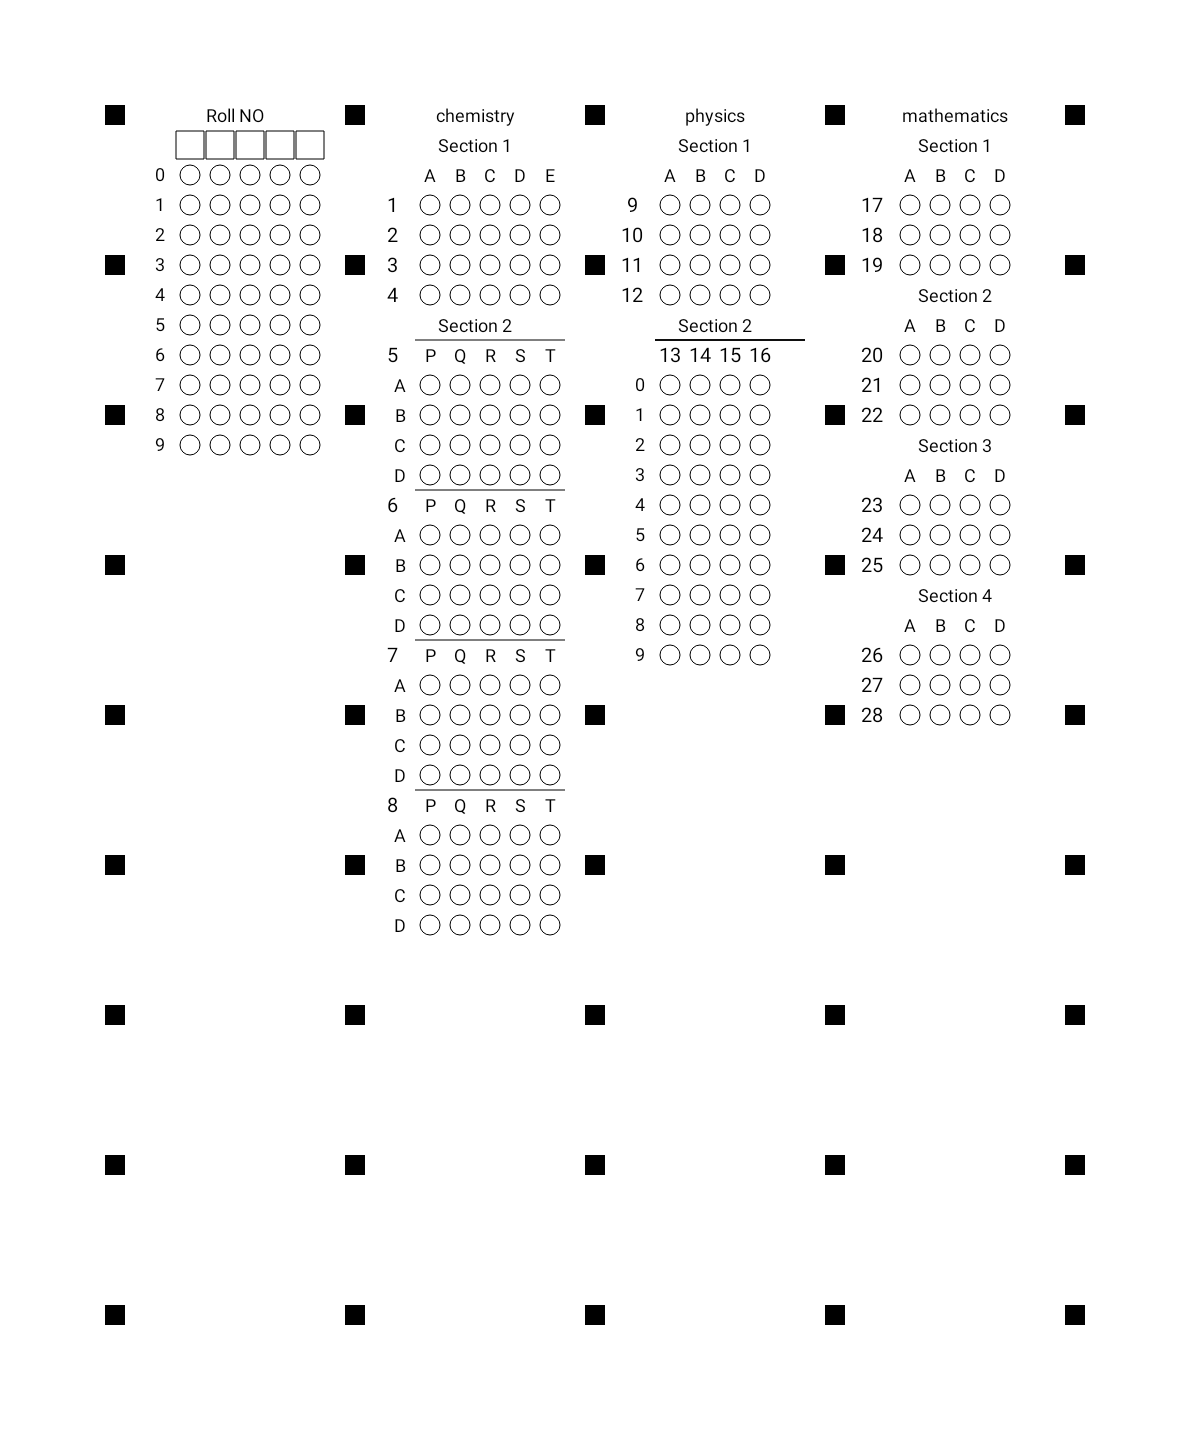 Roll NO
0
1
2
3
4
5
6
7
8
9
chemistry
Section 1
A B C D E
1
2
3
4
Section 2
5 P Q R S T
A
B
C
D
6 P Q R S T
A
B
C
D
7 P Q R S T
A
B
C
D
8 P Q R S T
A
B
C
D
physics
Section 1
A B C D
9
10
11
12
Section 2
13 14 15 16
0
1
2
3
4
5
6
7
8
9
mathematics
Section 1
A B C D
17
18
19
Section 2
A B C D
20
21
22
Section 3
A B C D
23
24
25
Section 4
A B C D
26
27
28